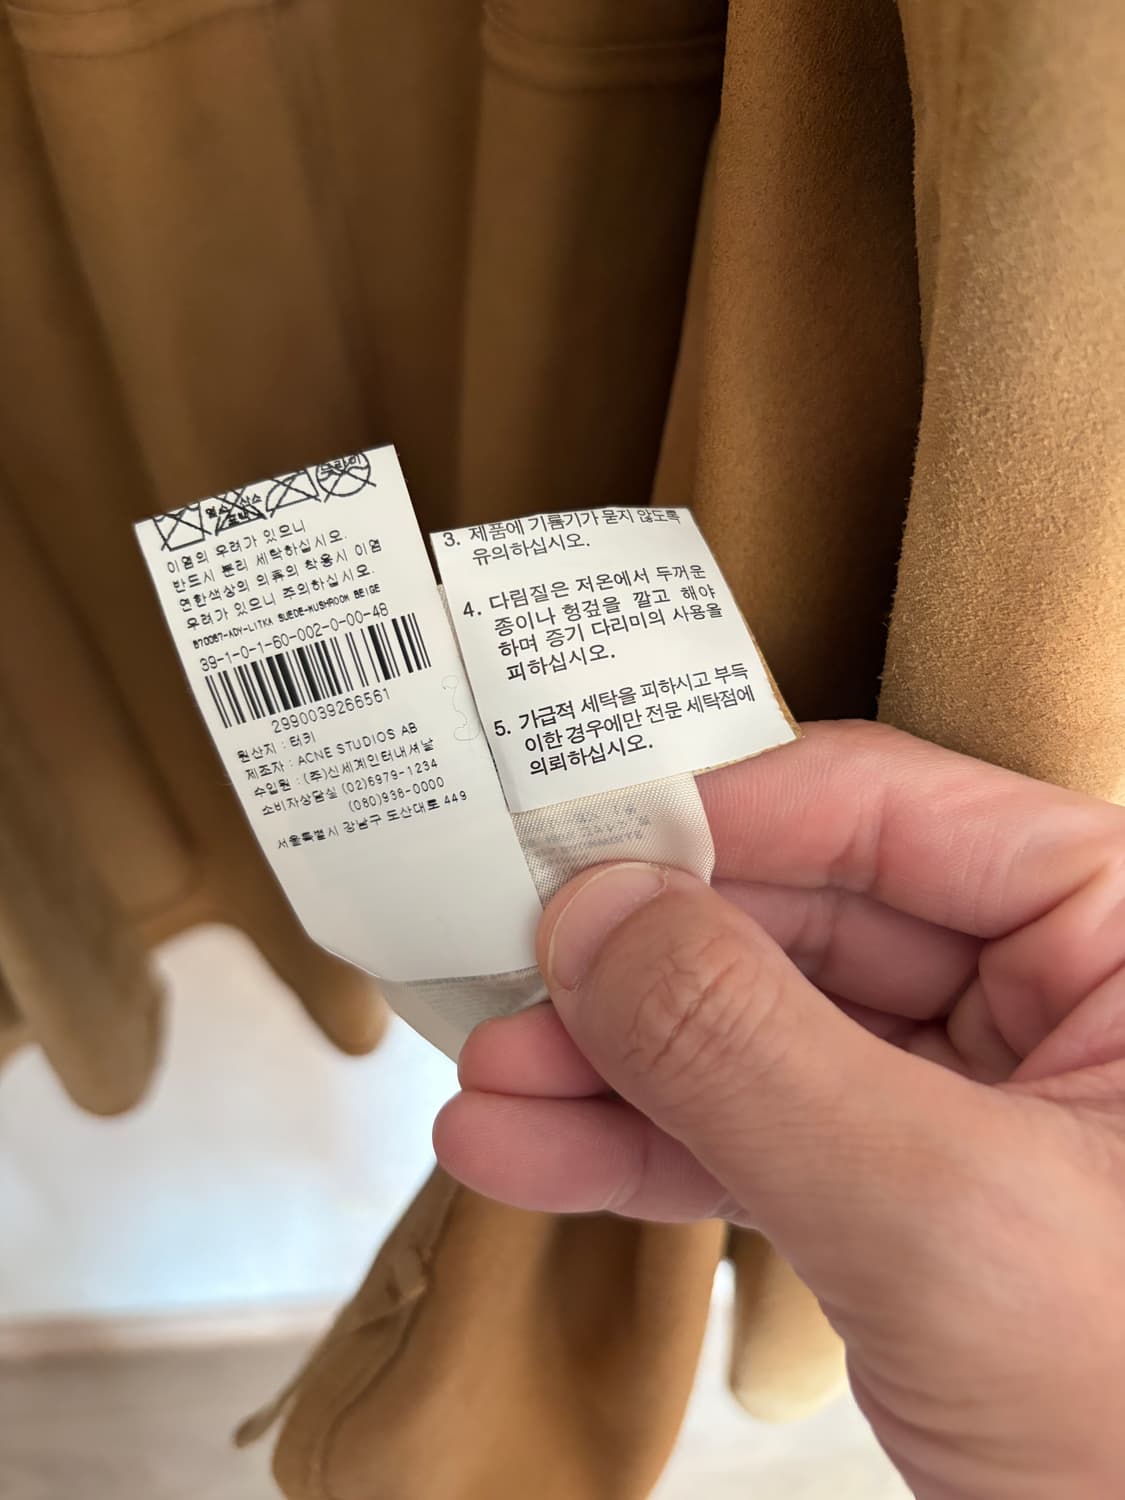 이염의 우려가 있으니
반드시 분리 세탁하십시오.
연한색상의 의류의 착용시 이염
우려가 있으니 주의하십시오.
B70087-ADY-LITKA SUEDE-MUSHROOM BEIGE
39-1-0-1-60-002-0-00-48
2990039266561
원산지 : 터키
제조자 : ACNE STUDIOS AB
수입원 : (주)신세계인터내셔날
소비자상담실 (02)6979-1234
(080)938-0000
서울특별시 강남구 도산대로 449
3. 제품에 기름기가 묻지 않도록
유의하십시오.
4. 다림질은 저온에서 두꺼운
종이나 헝겊을 깔고 해야
하며 증기 다리미의 사용을
피하십시오.
5. 가급적 세탁을 피하시고 부득
이한 경우에만 전문 세탁점에
의뢰하십시오.